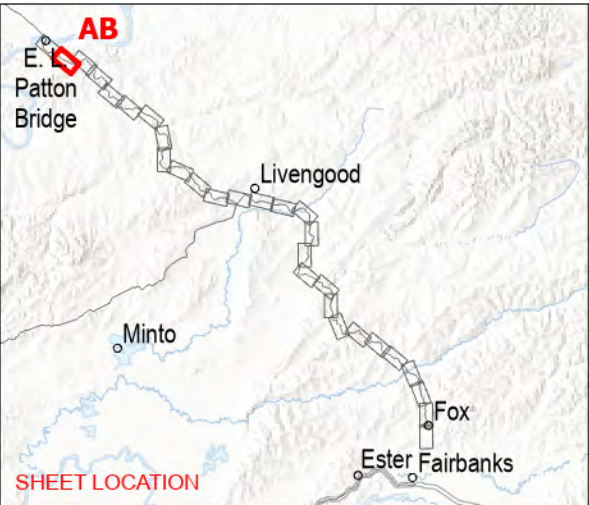 AB
E. L.
Patton
Bridge
Livengood
Minto
Fox
Ester Fairbanks
SHEET LOCATION